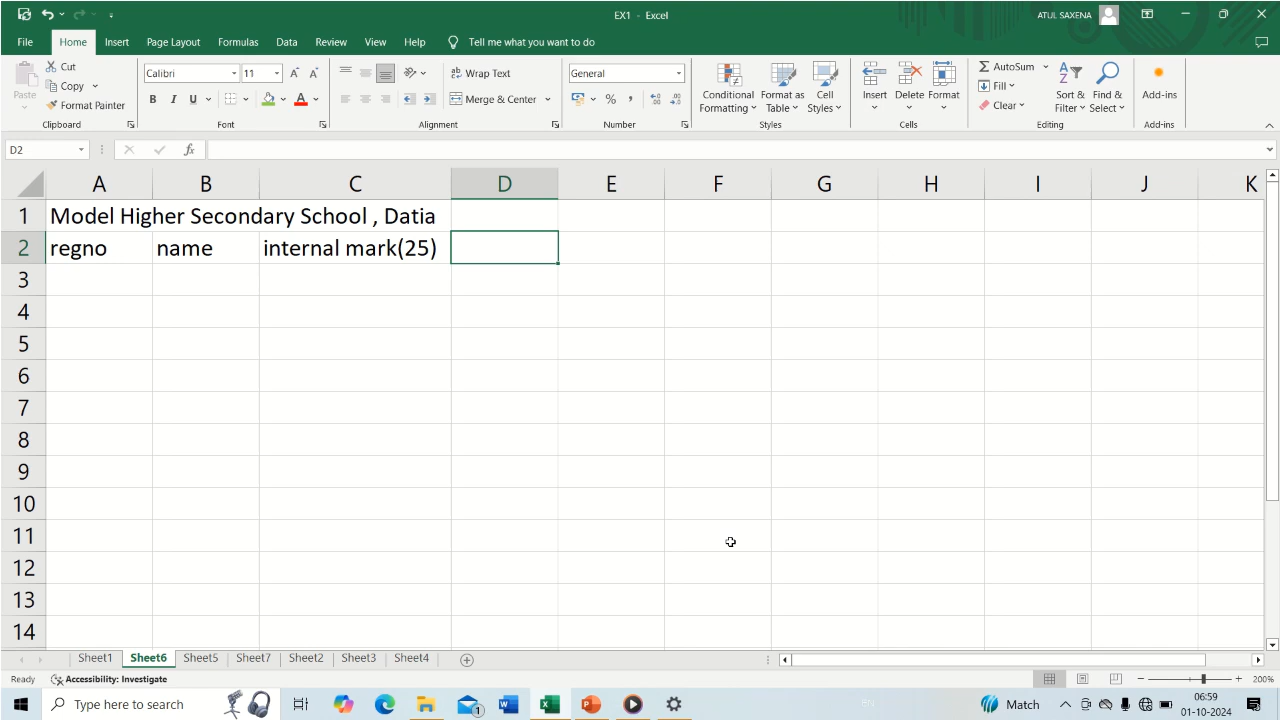 EX1 - Excel
ATUL SAXENA
File Home Insert Page Layout Formulas Data Review View Help Tell me what you want to do
Paste
Cut
Copy
Format Painter
Clipboard
Calibri 11
B I U
Font
Wrap Text
Merge & Center
Alignment
General
Number
Conditional Formatting
Format as Table
Cell Styles
Styles
Insert Delete Format
Cells
AutoSum
Fill
Clear
Sort & Filter
Find & Select
Editing
Add-ins
Add-ins
D2 fx
A B C D E F G H I J K
1 Model Higher Secondary School , Datia
2 regno name internal mark(25)
3
4
5
6
7
8
9
10
11
12
13
14
Sheet1 Sheet6 Sheet5 Sheet7 Sheet2 Sheet3 Sheet4
Ready Accessibility: Investigate 200%
Type here to search 1 Match 06:59
01-10-2024